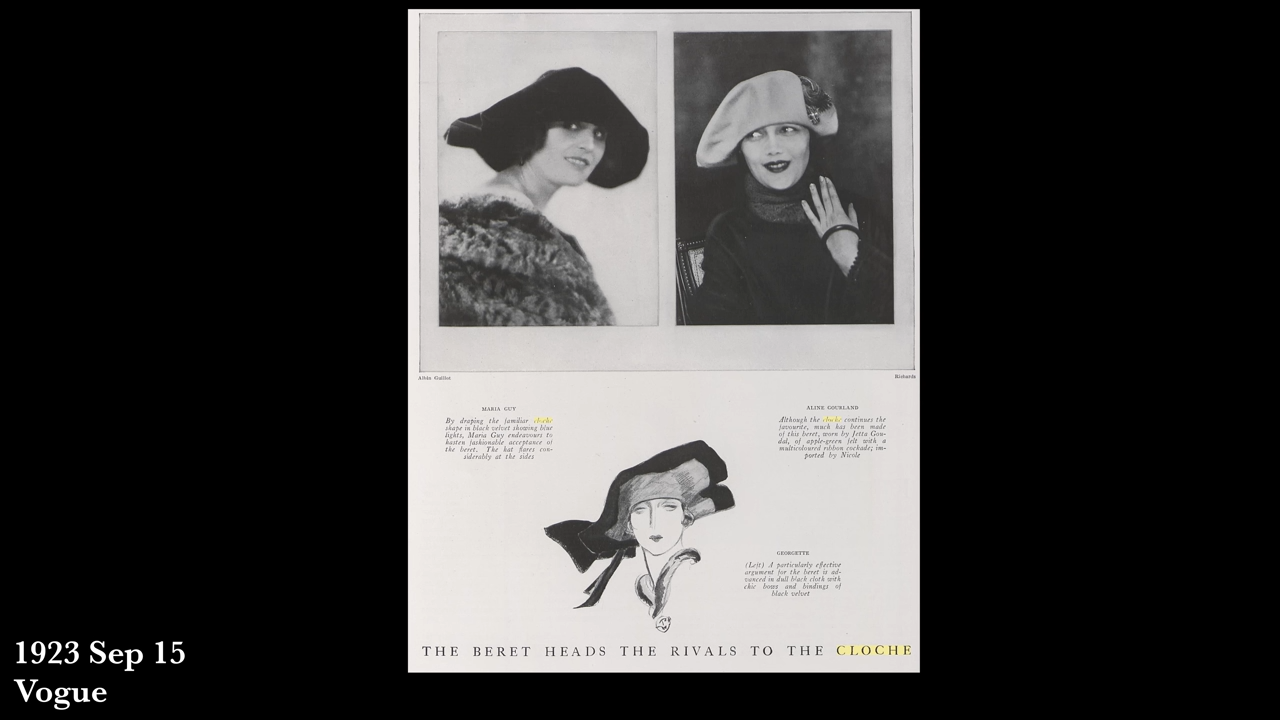 Albin Guillot
Richards
MARIA GUY
By draping the familiar cloche
shape in black velvet showing blue
lights, Maria Guy endeavours to
hasten fashionable acceptance of
the beret. The hat flares con-
siderably at the sides
ALINE GOURLAND
Although the cloche continues the
favourite, much has been made
of this beret, worn by Jetta Gou-
dal, of apple-green felt with a
multicoloured ribbon cockade; im-
ported by Nicole
GEORGETTE
(Left) A particularly effective
argument for the beret is ad-
vanced in dull black cloth with
chic bows and bindings of
black velvet
THE BERET HEADS THE RIVALS TO THE CLOCHE
1923 Sep 15
Vogue